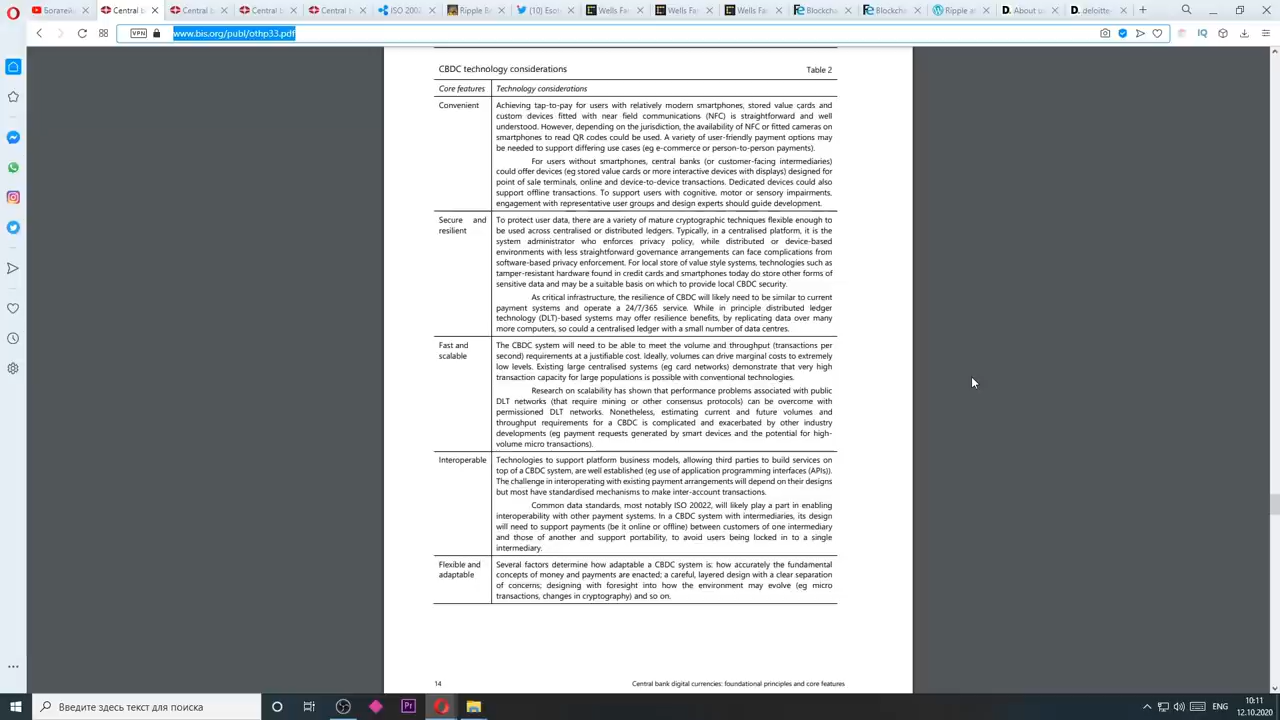 Богатей
Central b
Central b
Central b
Central b
ISO 2002
Ripple B
(10) Esov
Wells Fa
Wells Fa
Wells Fa
Blockcha
Blockcha
Ripple ar
About u
deloitte-
VPN
www.bis.org/publ/othp33.pdf
CBDC technology considerations
Table 2
Core features
Technology considerations
Convenient
Achieving tap-to-pay for users with relatively modern smartphones, stored value cards and
custom devices fitted with near field communications (NFC) is straightforward and well
understood. However, depending on the jurisdiction, the availability of NFC or fitted cameras on
smartphones to read QR codes could be used. A variety of user-friendly payment options may
be needed to support differing use cases (eg e-commerce or person-to-person payments).
For users without smartphones, central banks (or customer-facing intermediaries)
could offer devices (eg stored value cards or more interactive devices with displays) designed for
point of sale terminals, online and device-to-device transactions. Dedicated devices could also
support offline transactions. To support users with cognitive, motor or sensory impairments,
engagement with representative user groups and design experts should guide development.
Secure and
resilient
To protect user data, there are a variety of mature cryptographic techniques flexible enough to
be used across centralised or distributed ledgers. Typically, in a centralised platform, it is the
system administrator who enforces privacy policy, while distributed or device-based
environments with less straightforward governance arrangements can face complications from
software-based privacy enforcement. For local store of value style systems, technologies such as
tamper-resistant hardware found in credit cards and smartphones today do store other forms of
sensitive data and may be a suitable basis on which to provide local CBDC security.
As critical infrastructure, the resilience of CBDC will likely need to be similar to current
payment systems and operate a 24/7/365 service. While in principle distributed ledger
technology (DLT)-based systems may offer resilience benefits, by replicating data over many
more computers, so could a centralised ledger with a small number of data centres.
Fast and
scalable
The CBDC system will need to be able to meet the volume and throughput (transactions per
second) requirements at a justifiable cost. Ideally, volumes can drive marginal costs to extremely
low levels. Existing large centralised systems (eg card networks) demonstrate that very high
transaction capacity for large populations is possible with conventional technologies.
Research on scalability has shown that performance problems associated with public
DLT networks (that require mining or other consensus protocols) can be overcome with
permissioned DLT networks. Nonetheless, estimating current and future volumes and
throughput requirements for a CBDC is complicated and exacerbated by other industry
developments (eg payment requests generated by smart devices and the potential for high-
volume micro transactions).
Interoperable
Technologies to support platform business models, allowing third parties to build services on
top of a CBDC system, are well established (eg use of application programming interfaces (APIs)).
The challenge in interoperating with existing payment arrangements will depend on their designs
but most have standardised mechanisms to make inter-account transactions.
Common data standards, most notably ISO 20022, will likely play a part in enabling
interoperability with other payment systems. In a CBDC system with intermediaries, its design
will need to support payments (be it online or offline) between customers of one intermediary
and those of another and support portability, to avoid users being locked in to a single
intermediary.
Flexible and
adaptable
Several factors determine how adaptable a CBDC system is: how accurately the fundamental
concepts of money and payments are enacted; a careful, layered design with a clear separation
of concerns; designing with foresight into how the environment may evolve (eg micro
transactions, changes in cryptography) and so on.
14
Central bank digital currencies: foundational principles and core features
Введите здесь текст для поиска
ENG
10:11
12.10.2020